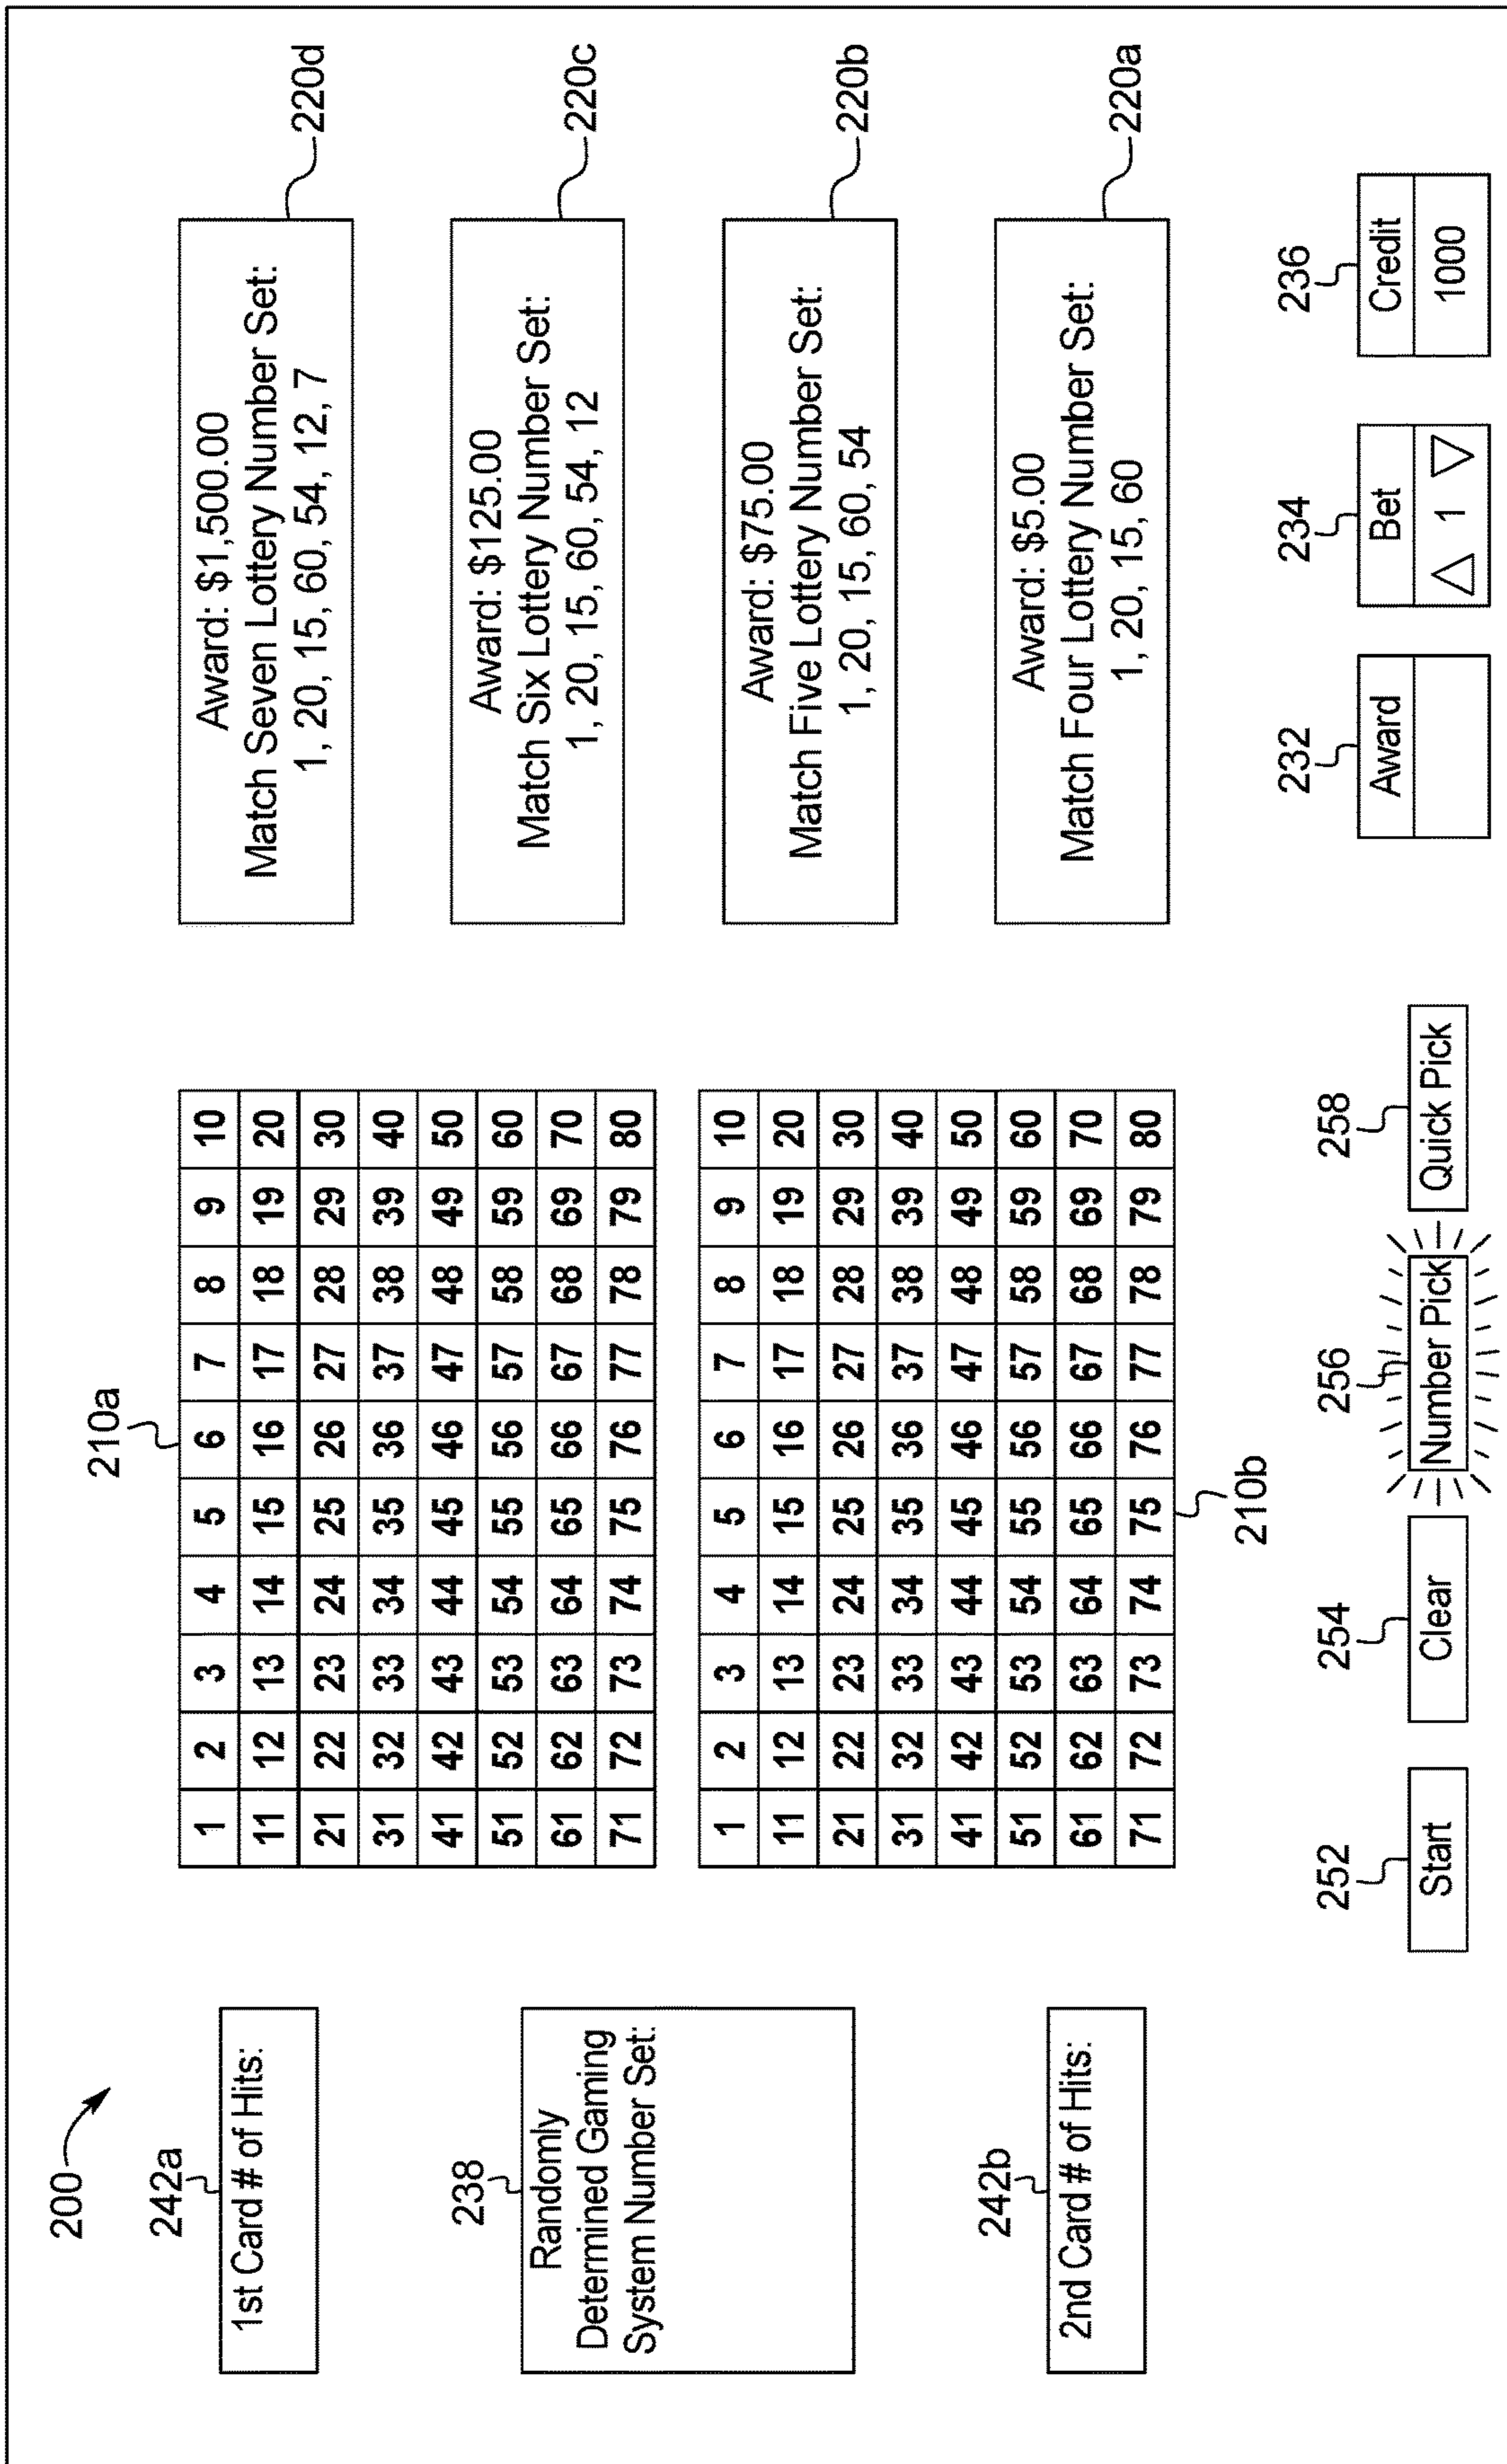 200
242a
1st Card # of Hits:
238
Randomly
Determined Gaming
System Number Set:
242b
2nd Card # of Hits:
210a
1 2 3 4 5 6 7 8 9 10
11 12 13 14 15 16 17 18 19 20
21 22 23 24 25 26 27 28 29 30
31 32 33 34 35 36 37 38 39 40
41 42 43 44 45 46 47 48 49 50
51 52 53 54 55 56 57 58 59 60
61 62 63 64 65 66 67 68 69 70
71 72 73 74 75 76 77 78 79 80
1 2 3 4 5 6 7 8 9 10
11 12 13 14 15 16 17 18 19 20
21 22 23 24 25 26 27 28 29 30
31 32 33 34 35 36 37 38 39 40
41 42 43 44 45 46 47 48 49 50
51 52 53 54 55 56 57 58 59 60
61 62 63 64 65 66 67 68 69 70
71 72 73 74 75 76 77 78 79 80
210b
Award: $1,500.00
Match Seven Lottery Number Set:
1, 20, 15, 60, 54, 12, 7
220d
Award: $125.00
Match Six Lottery Number Set:
1, 20, 15, 60, 54, 12
220c
Award: $75.00
Match Five Lottery Number Set:
1, 20, 15, 60, 54
220b
Award: $5.00
Match Four Lottery Number Set:
1, 20, 15, 60
220a
252
Start
254
Clear
256
Number Pick
258
Quick Pick
232
Award
234
Bet
1
236
Credit
1000